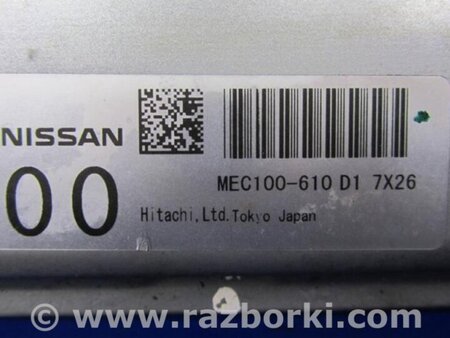 NISSAN
00
MEC100-610 D1 7X26
Hitachi,Ltd.Tokyo Japan
www.razborki.com